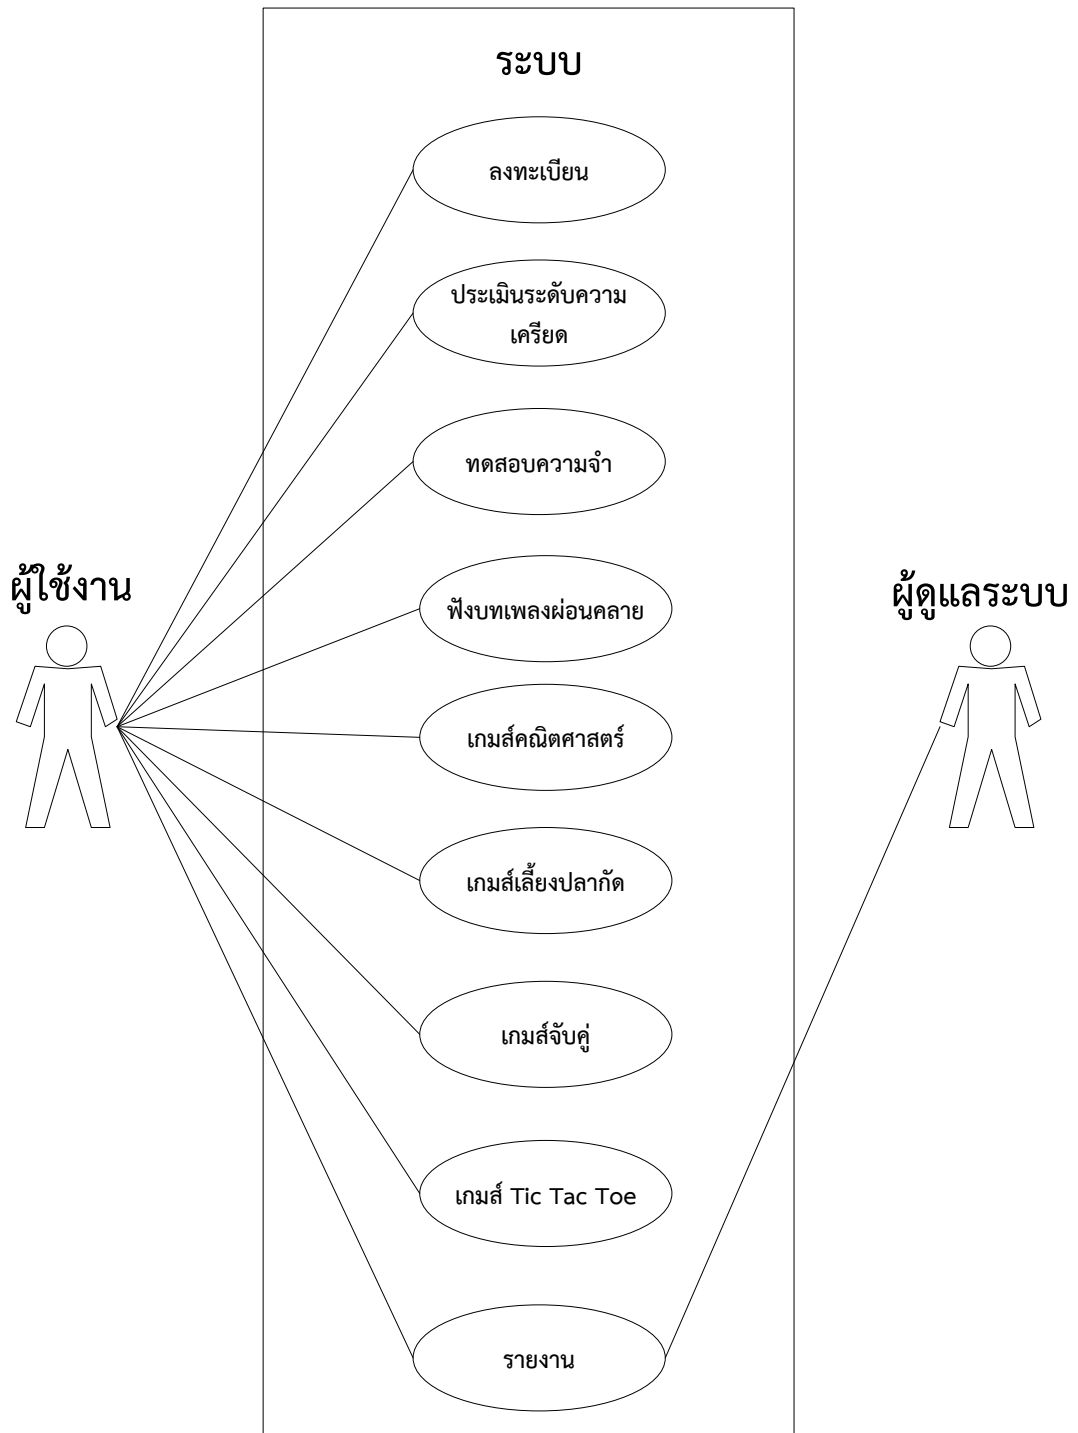 ระบบ
ลงทะเบียน
ประเมินระดับความ
เครียด
ทดสอบความจำ
ผู้ใช้งาน
ผู้ดูแลระบบ
ฟังบทเพลงผ่อนคลาย
เกมส์คณิตศาสตร์
เกมส์เลี้ยงปลากัด
เกมส์จับคู่
เกมส์ Tic Tac Toe
รายงาน